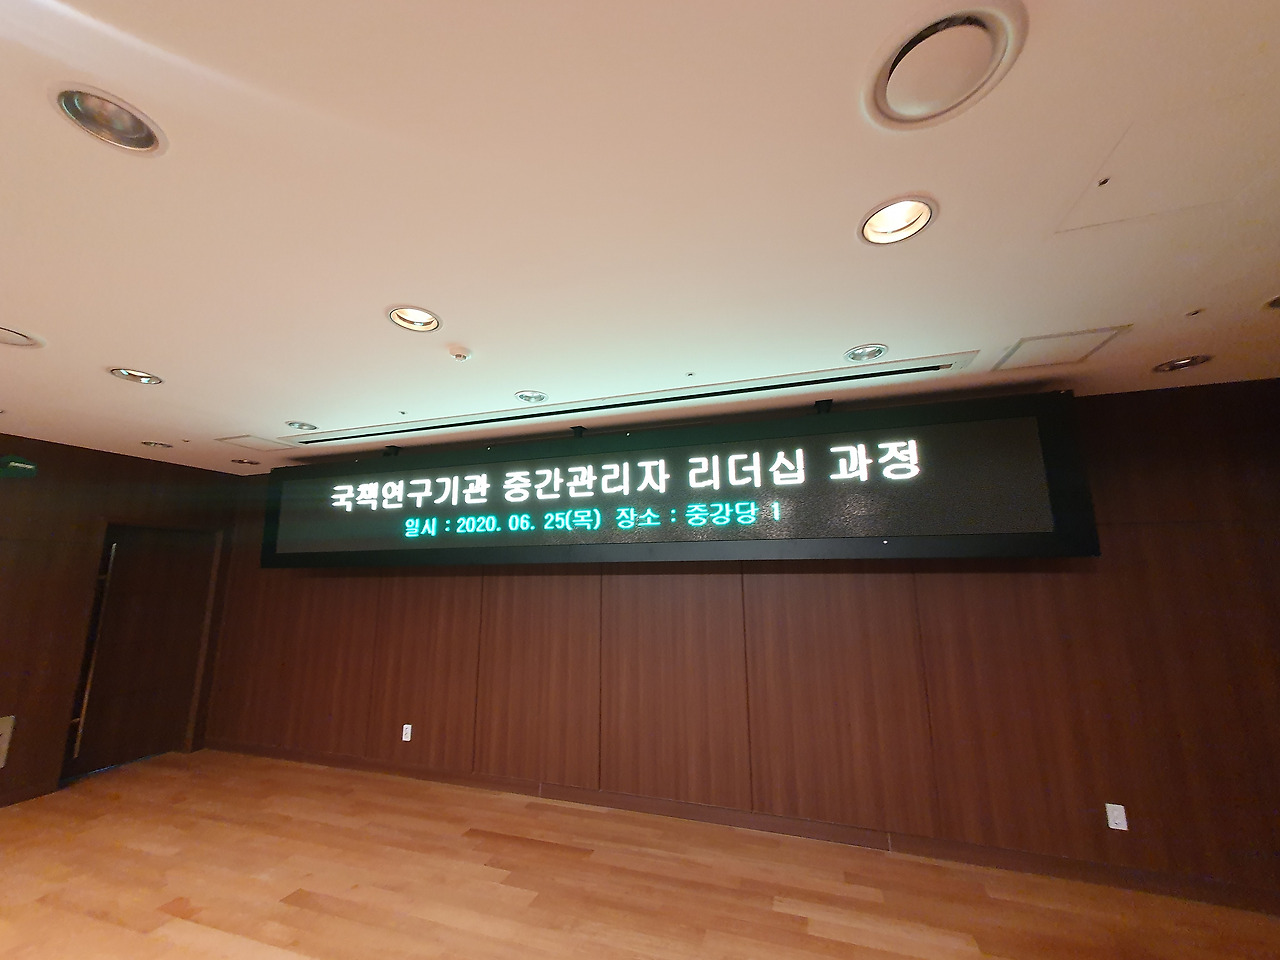 국책연구기관 중간관리자 리더십 과정
일시 : 2020. 06. 25(목) 장소 : 중강당 1